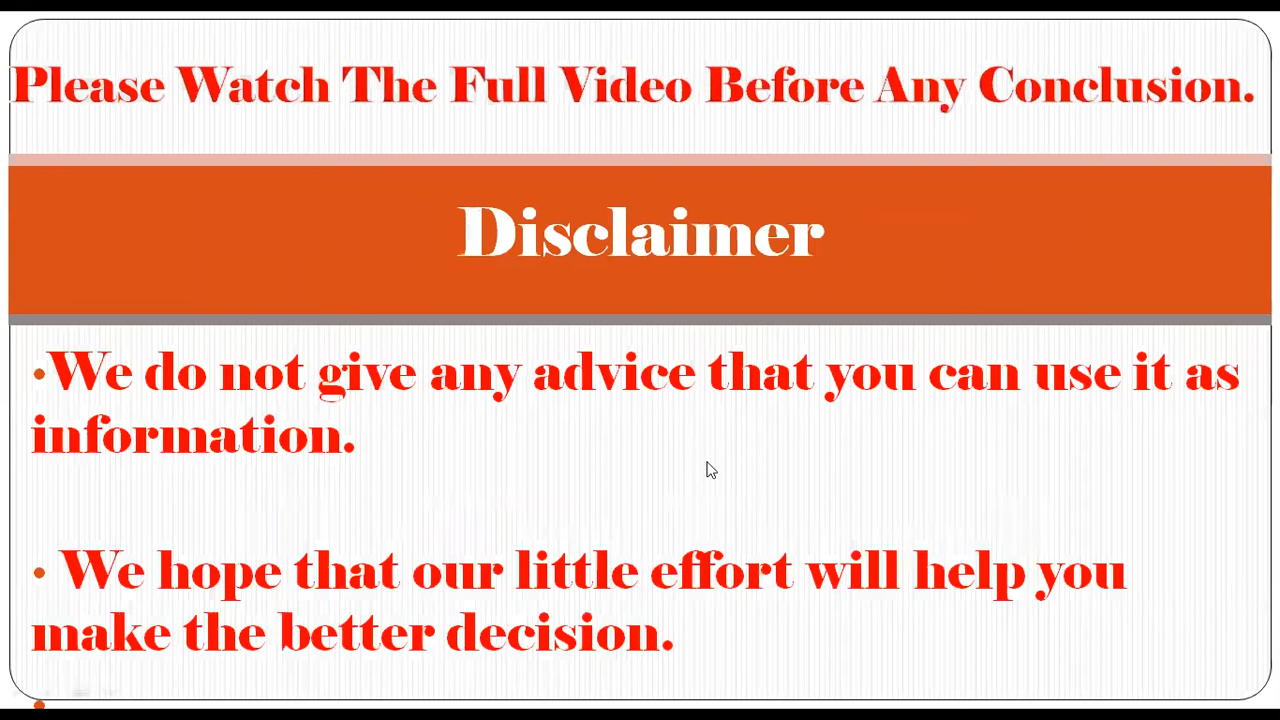 Please Watch The Full Video Before Any Conclusion.
Disclaimer
•We do not give any advice that you can use it as
information.
• We hope that our little effort will help you
make the better decision.
•